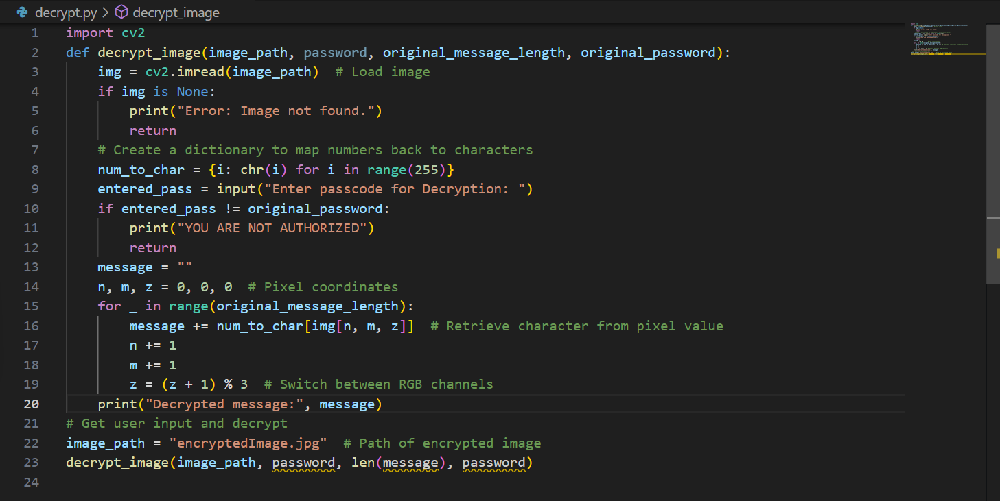 decrypt.py > decrypt_image
1 import cv2
2 def decrypt_image(image_path, password, original_message_length, original_password):
3     img = cv2.imread(image_path)  # Load image
4     if img is None:
5         print("Error: Image not found.")
6         return
7     # Create a dictionary to map numbers back to characters
8     num_to_char = {i: chr(i) for i in range(255)}
9     entered_pass = input("Enter passcode for Decryption: ")
10     if entered_pass != original_password:
11         print("YOU ARE NOT AUTHORIZED")
12         return
13     message = ""
14     n, m, z = 0, 0, 0  # Pixel coordinates
15     for _ in range(original_message_length):
16         message += num_to_char[img[n, m, z]]  # Retrieve character from pixel value
17         n += 1
18         m += 1
19         z = (z + 1) % 3  # Switch between RGB channels
20     print("Decrypted message:", message)
21 # Get user input and decrypt
22 image_path = "encryptedImage.jpg"  # Path of encrypted image
23 decrypt_image(image_path, password, len(message), password)
24